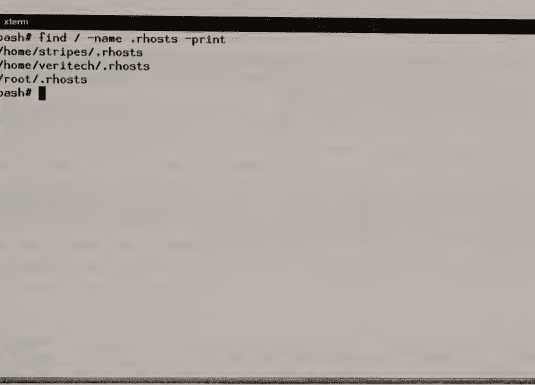 xterm
bash# find / -name .rhosts -print
/home/stripes/.rhosts
/home/veritech/.rhosts
/root/.rhosts
bash#